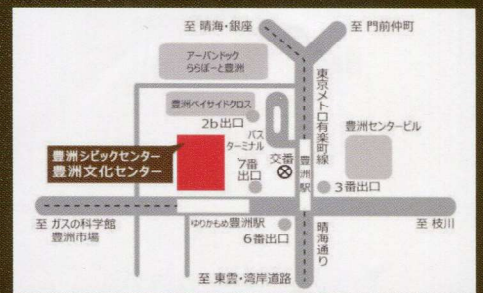 至 晴海・銀座
至 門前仲町
アーバンドック
ららぽーと豊洲
東京メトロ有楽町線
豊洲ベイサイドクロス
2b出口
バス
ターミナル
豊洲センタービル
豊洲シビックセンター
豊洲文化センター
7番
出口
交番
豊洲駅
3番出口
至 ガスの科学館
豊洲市場
ゆりかもめ豊洲駅
6番出口
晴海通り
至 枝川
至 東雲・湾岸道路